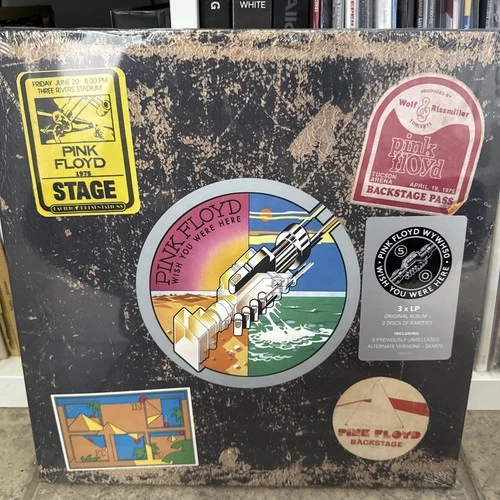 WHITE
FRIDAY JUNE 20 8:30 PM
THREE RIVERS STADIUM
PINK
FLOYD
1975
STAGE
PRODUCED BY
Wolf & Rissmiller
CONCERTS
pink
floyd
TUCSON
ARENA
APRIL 19, 1975
BACKSTAGE PASS
PINK FLOYD
WISH YOU WERE HERE
PINK FLOYD WYWH50
WISH YOU WERE HERE
3 x LP
ORIGINAL ALBUM +
2 DISCS OF RARITIES
INCLUDING
5 PREVIOUSLY UNRELEASED
ALTERNATE VERSIONS + DEMOS
PINK FLOYD
BACKSTAGE